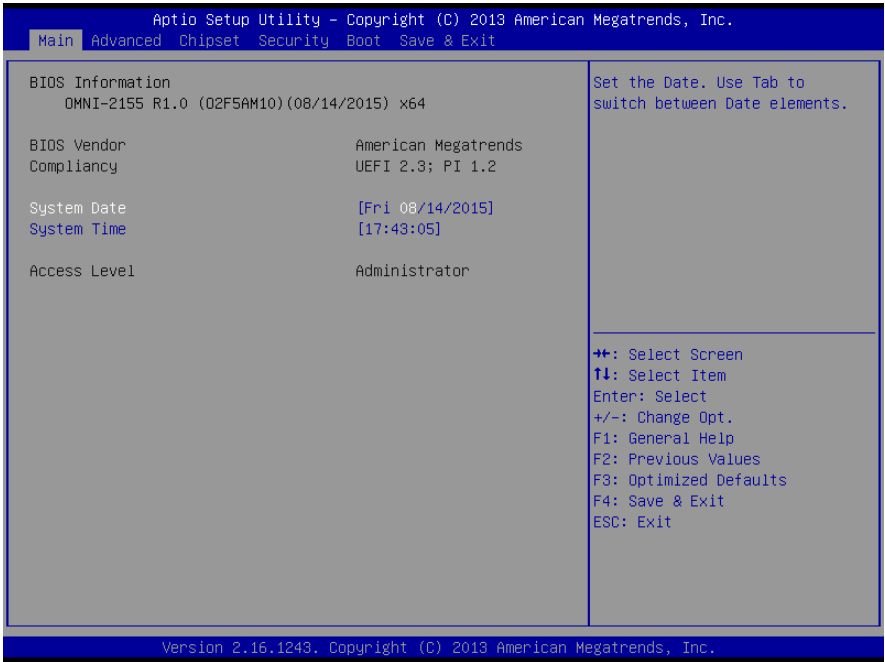 Aptio Setup Utility – Copyright (C) 2013 American Megatrends, Inc.
Main Advanced Chipset Security Boot Save & Exit
BIOS Information
OMNI-2155 R1.0 (O2F5AM10)(08/14/2015) x64
BIOS Vendor American Megatrends
Compliancy UEFI 2.3; PI 1.2
System Date [Fri 08/14/2015]
System Time [17:43:05]
Access Level Administrator
Set the Date. Use Tab to
switch between Date elements.
→←: Select Screen
↑↓: Select Item
Enter: Select
+/-: Change Opt.
F1: General Help
F2: Previous Values
F3: Optimized Defaults
F4: Save & Exit
ESC: Exit
Version 2.16.1243. Copyright (C) 2013 American Megatrends, Inc.